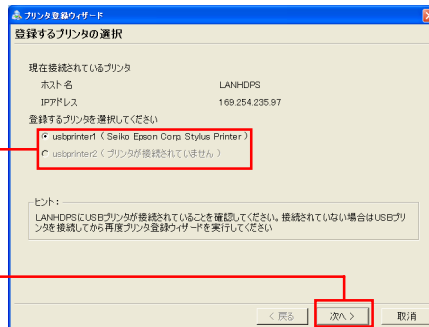 プリンタ登録ウィザード
登録するプリンタの選択
現在接続されているプリンタ
ホスト名 LANHDPS
IPアドレス 169.254.235.97
登録するプリンタを選択してください
usbprinter1 ( Seiko Epson Corp. Stylus Printer )
usbprinter2 ( プリンタが接続されていません )
ヒント:
LANHDPSにUSBプリンタが接続されていることを確認してください。接続されていない場合はUSBプリ
ンタを接続してから再度プリンタ登録ウィザードを実行してください
< 戻る 次へ > 取消